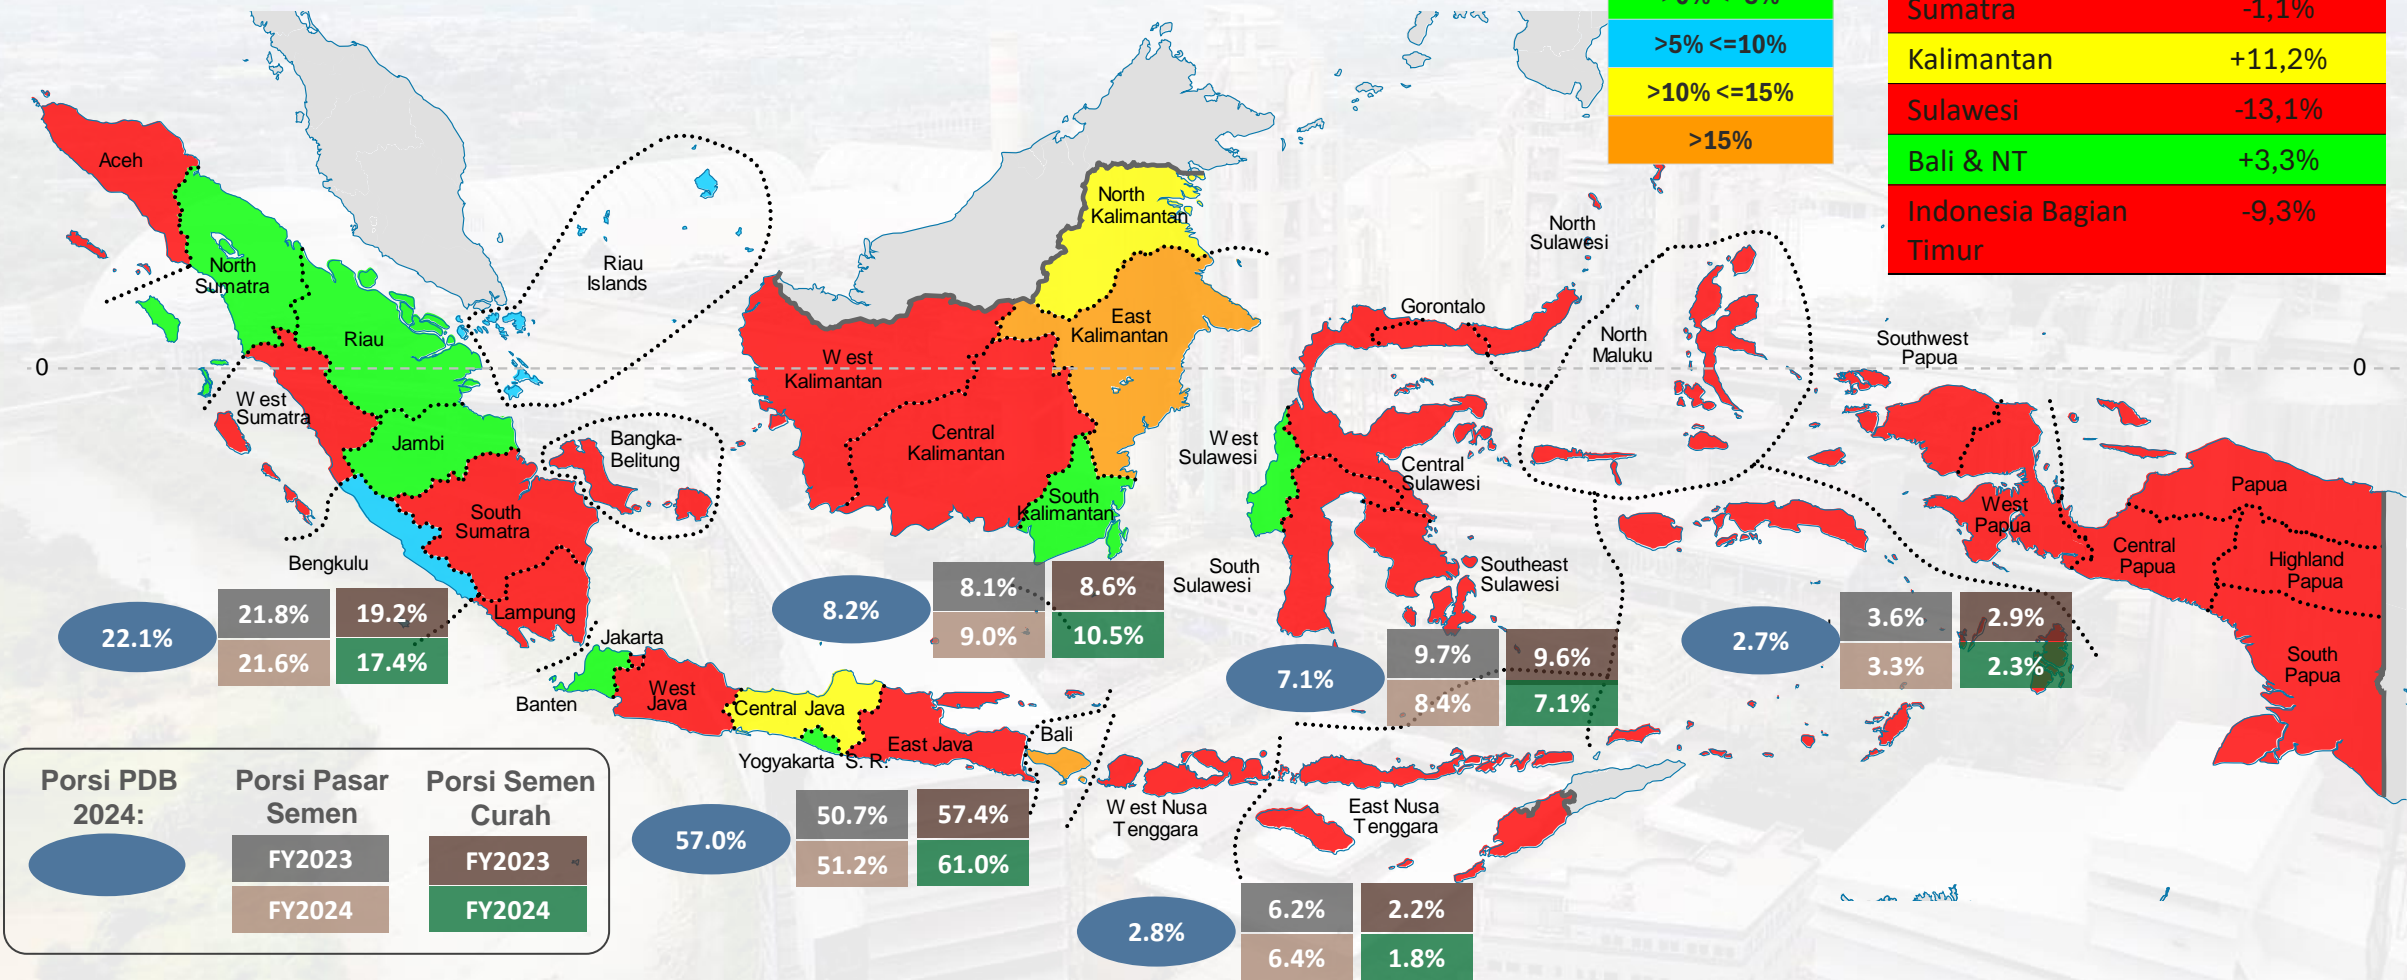 >0% <=5%
>5% <=10%
>10% <=15%
>15%
Sumatra -1,1%
Kalimantan +11,2%
Sulawesi -13,1%
Bali & NT +3,3%
Indonesia Bagian -9,3%
Timur
Aceh
North
Sumatra
Riau
Riau
Islands
West
Sumatra
Jambi
Bangka-
Belitung
South
Sumatra
Bengkulu
Lampung
0
0
North
Kalimantan
East
Kalimantan
West
Kalimantan
Central
Kalimantan
South
Kalimantan
North
Sulawesi
Gorontalo
North
Maluku
West
Sulawesi
Central
Sulawesi
South
Sulawesi
Southeast
Sulawesi
Southwest
Papua
West
Papua
Papua
Central
Papua
Highland
Papua
South
Papua
Jakarta
Banten
West
Java
Central Java
Yogyakarta S. R.
East Java
Bali
West Nusa
Tenggara
East Nusa
Tenggara
22.1%
21.8% 19.2%
21.6% 17.4%
8.2%
8.1% 8.6%
9.0% 10.5%
7.1%
9.7% 9.6%
8.4% 7.1%
2.7%
3.6% 2.9%
3.3% 2.3%
57.0%
50.7% 57.4%
51.2% 61.0%
2.8%
6.2% 2.2%
6.4% 1.8%
Porsi PDB
2024:
Porsi Pasar
Semen
FY2023
FY2024
Porsi Semen
Curah
FY2023
FY2024